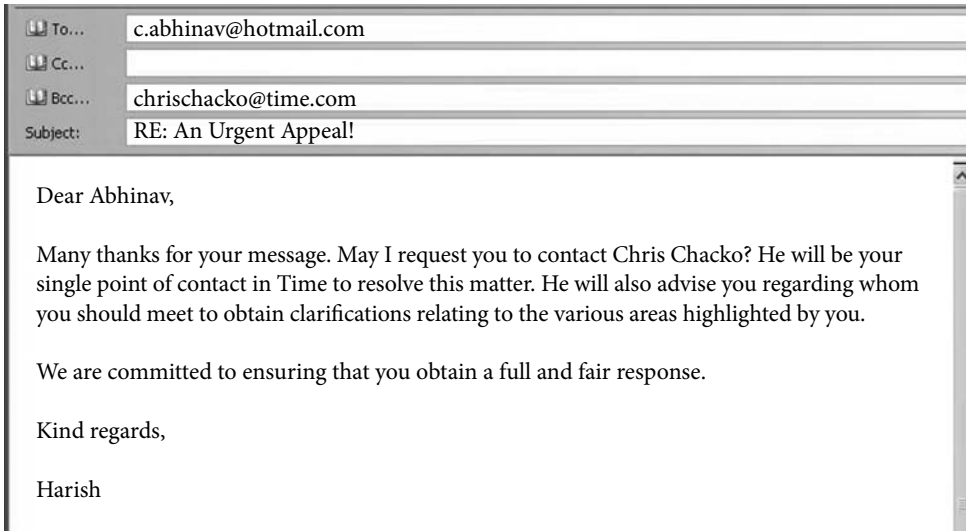 To... c.abhinav@hotmail.com
Cc...
Bcc... chrischacko@time.com
Subject: RE: An Urgent Appeal!
Dear Abhinav,
Many thanks for your message. May I request you to contact Chris Chacko? He will be your
single point of contact in Time to resolve this matter. He will also advise you regarding whom
you should meet to obtain clarifications relating to the various areas highlighted by you.
We are committed to ensuring that you obtain a full and fair response.
Kind regards,
Harish